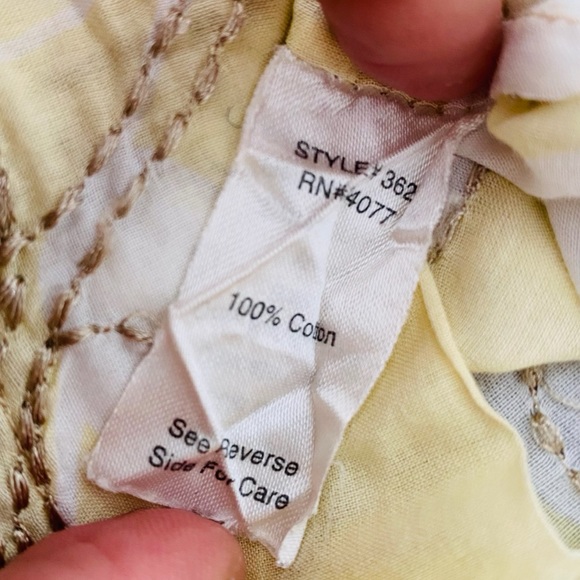 STYLE#362
RN#4077
100% Cotton
See Reverse
Side For Care